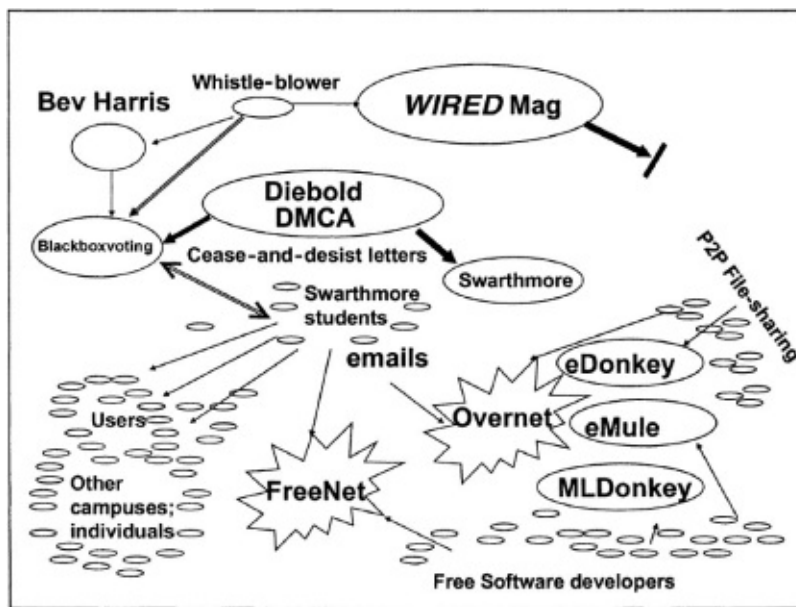 Whistle-blower
Bev Harris
WIRED Mag
Diebold
DMCA
Blackboxvoting
Cease-and-desist letters
Swarthmore
Swarthmore
students
emails
P2P File-sharing
eDonkey
Overnet
eMule
MLDonkey
Users
Other
campuses;
individuals
FreeNet
Free Software developers